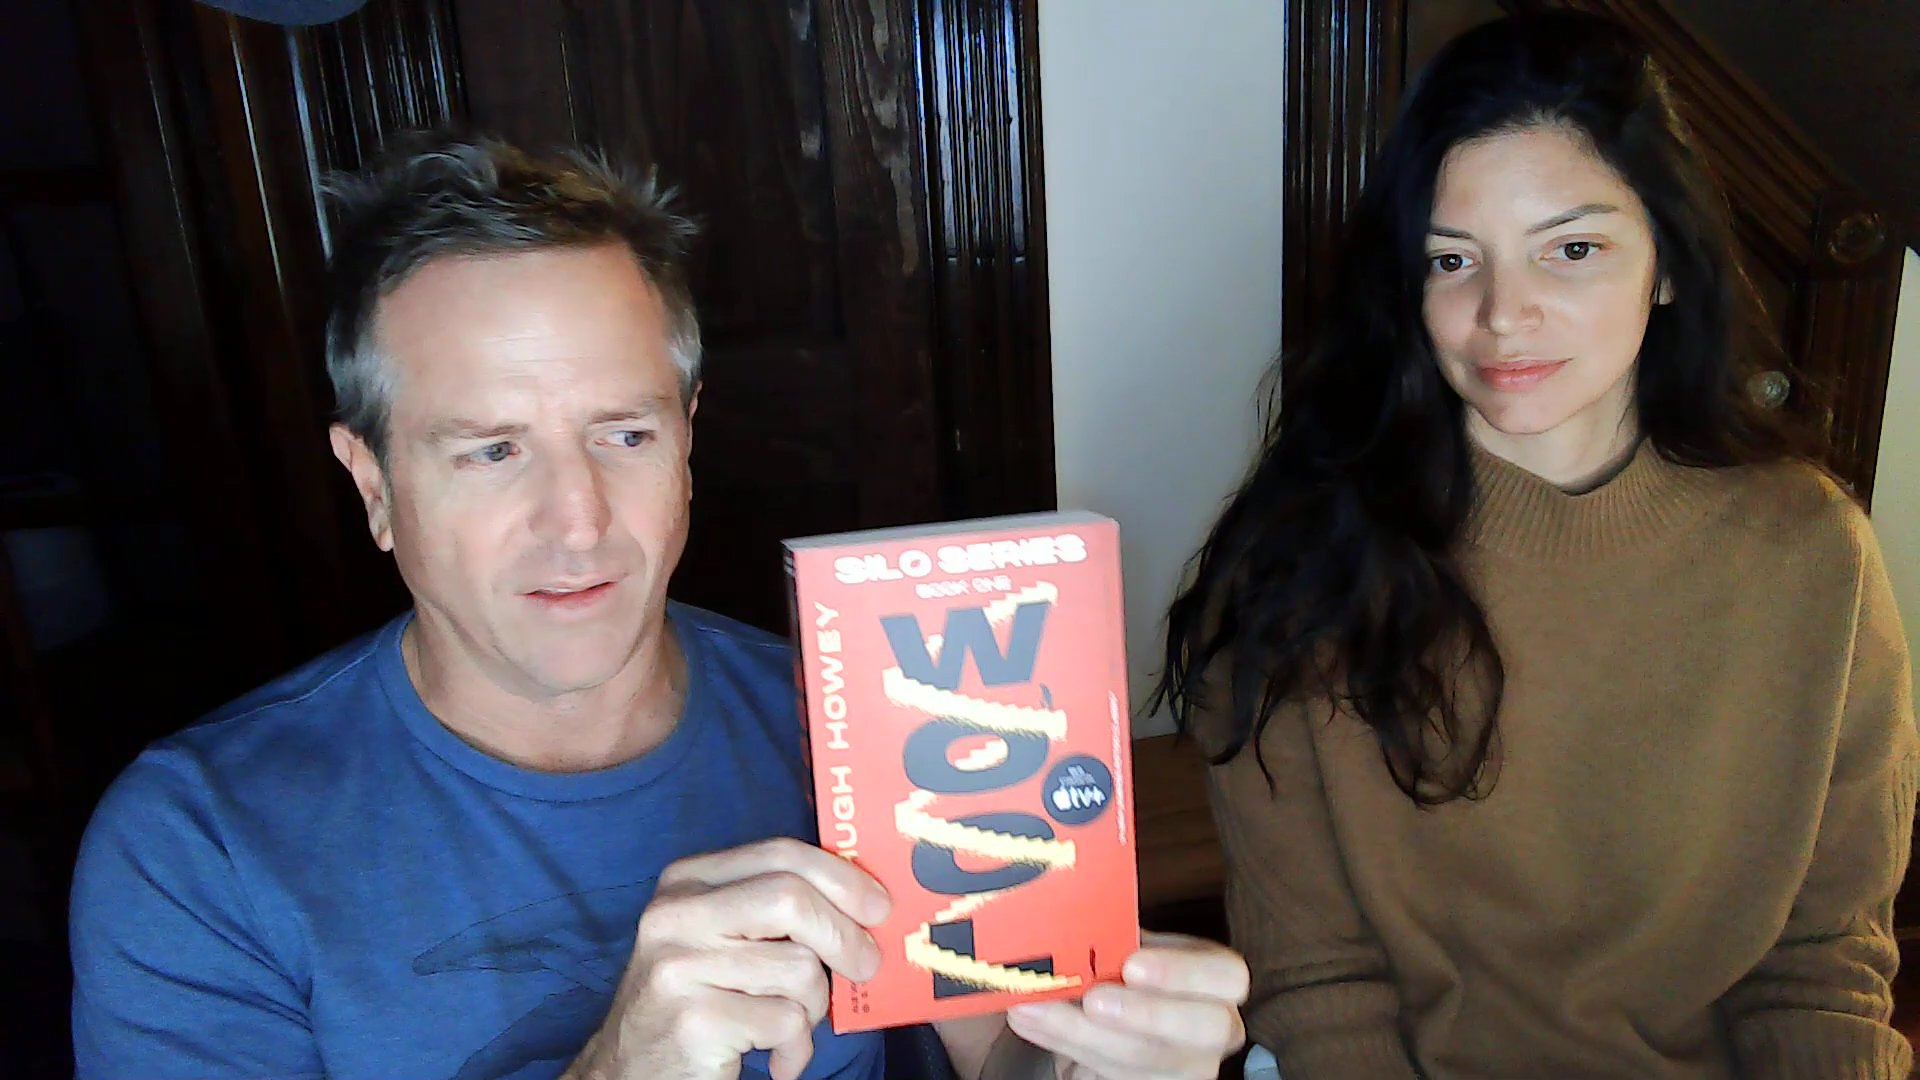 SILO SERIES
BOOK ONE
WOOL
HUGH HOWEY
tv+